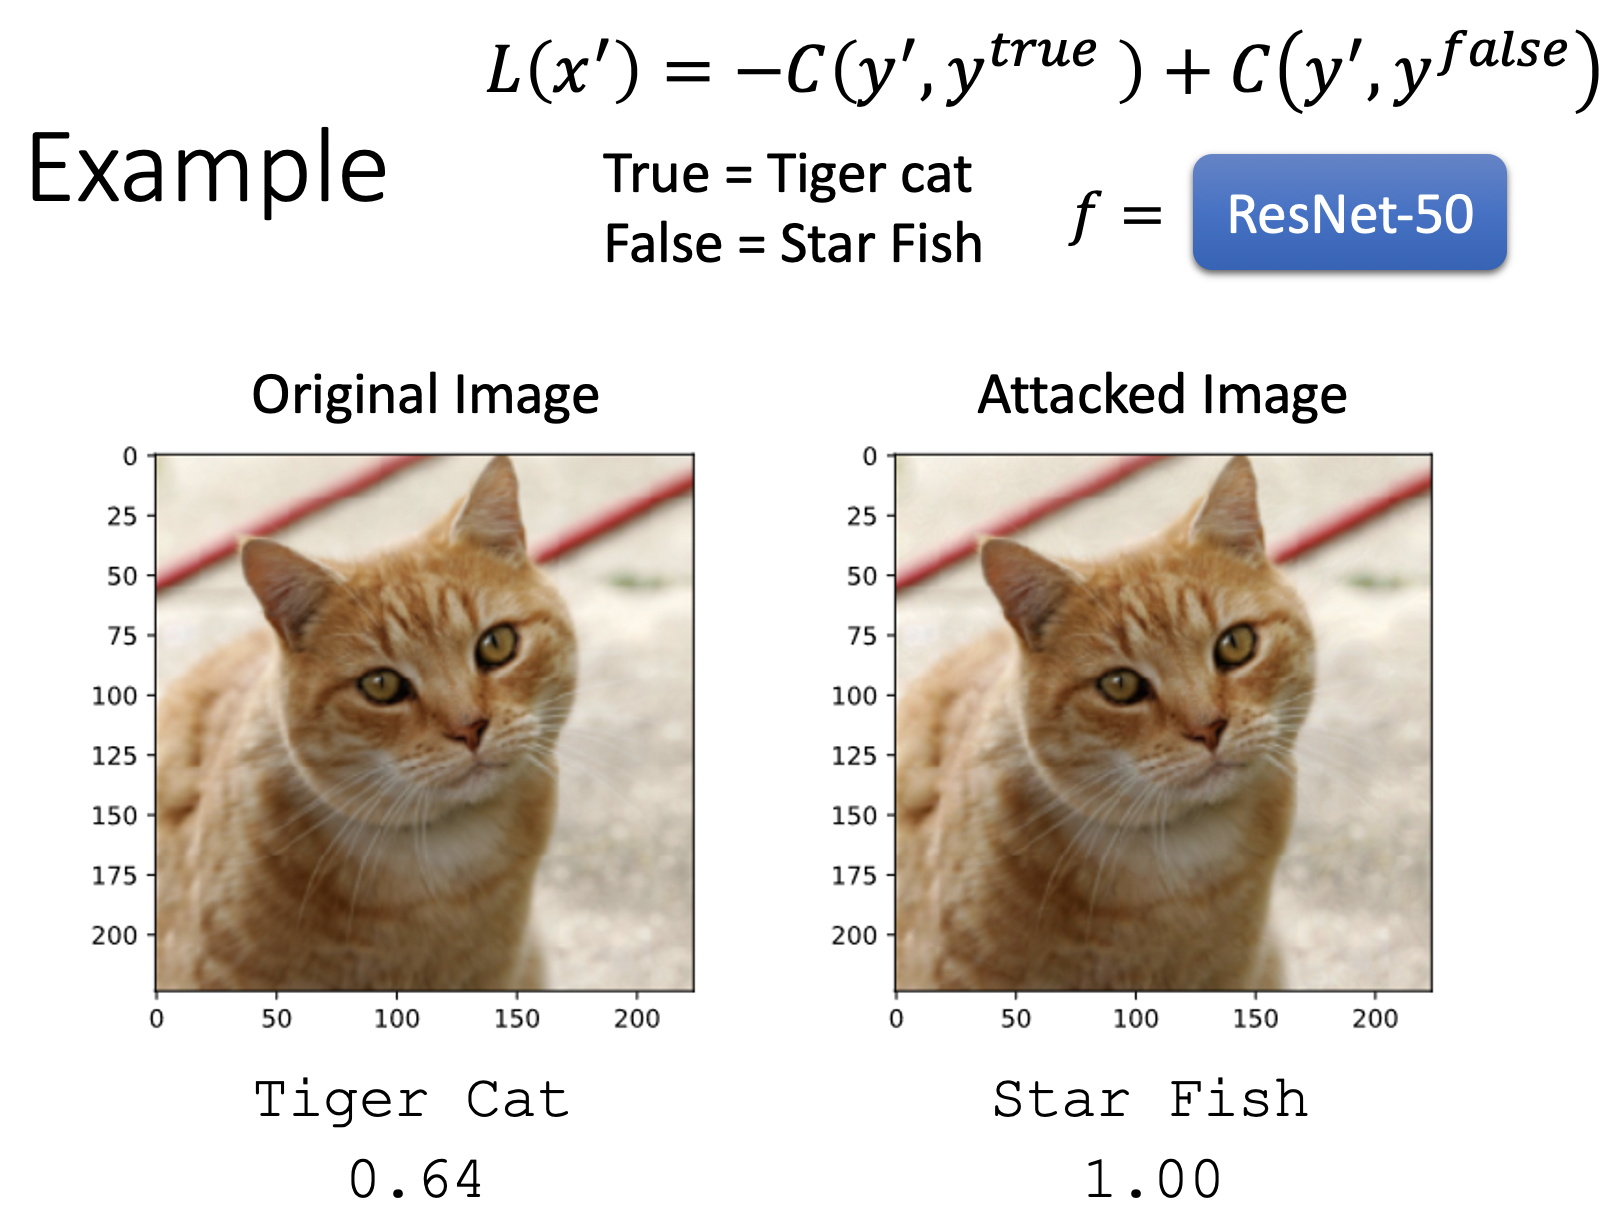 L(x′) = −C(y′, y^true) + C(y′, y^false)
Example
True = Tiger cat
False = Star Fish
f = ResNet-50
Original Image
0
25
50
75
100
125
150
175
200
0 50 100 150 200
Tiger Cat
0.64
Attacked Image
0
25
50
75
100
125
150
175
200
0 50 100 150 200
Star Fish
1.00